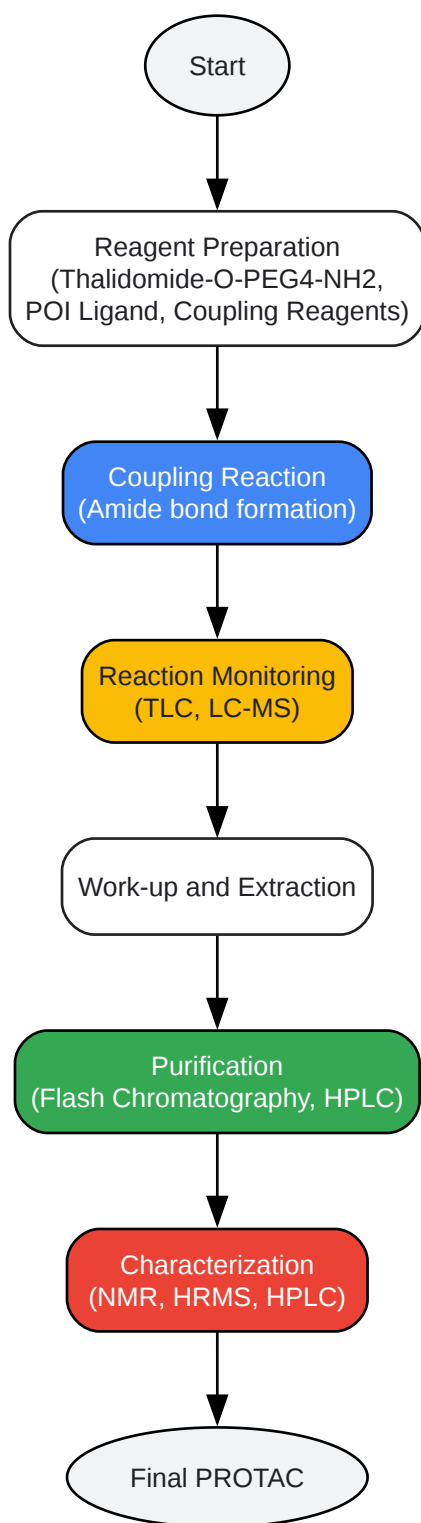 Start
Reagent Preparation
(Thalidomide-O-PEG4-NH2,
POI Ligand, Coupling Reagents)
Coupling Reaction
(Amide bond formation)
Reaction Monitoring
(TLC, LC-MS)
Work-up and Extraction
Purification
(Flash Chromatography, HPLC)
Characterization
(NMR, HRMS, HPLC)
Final PROTAC